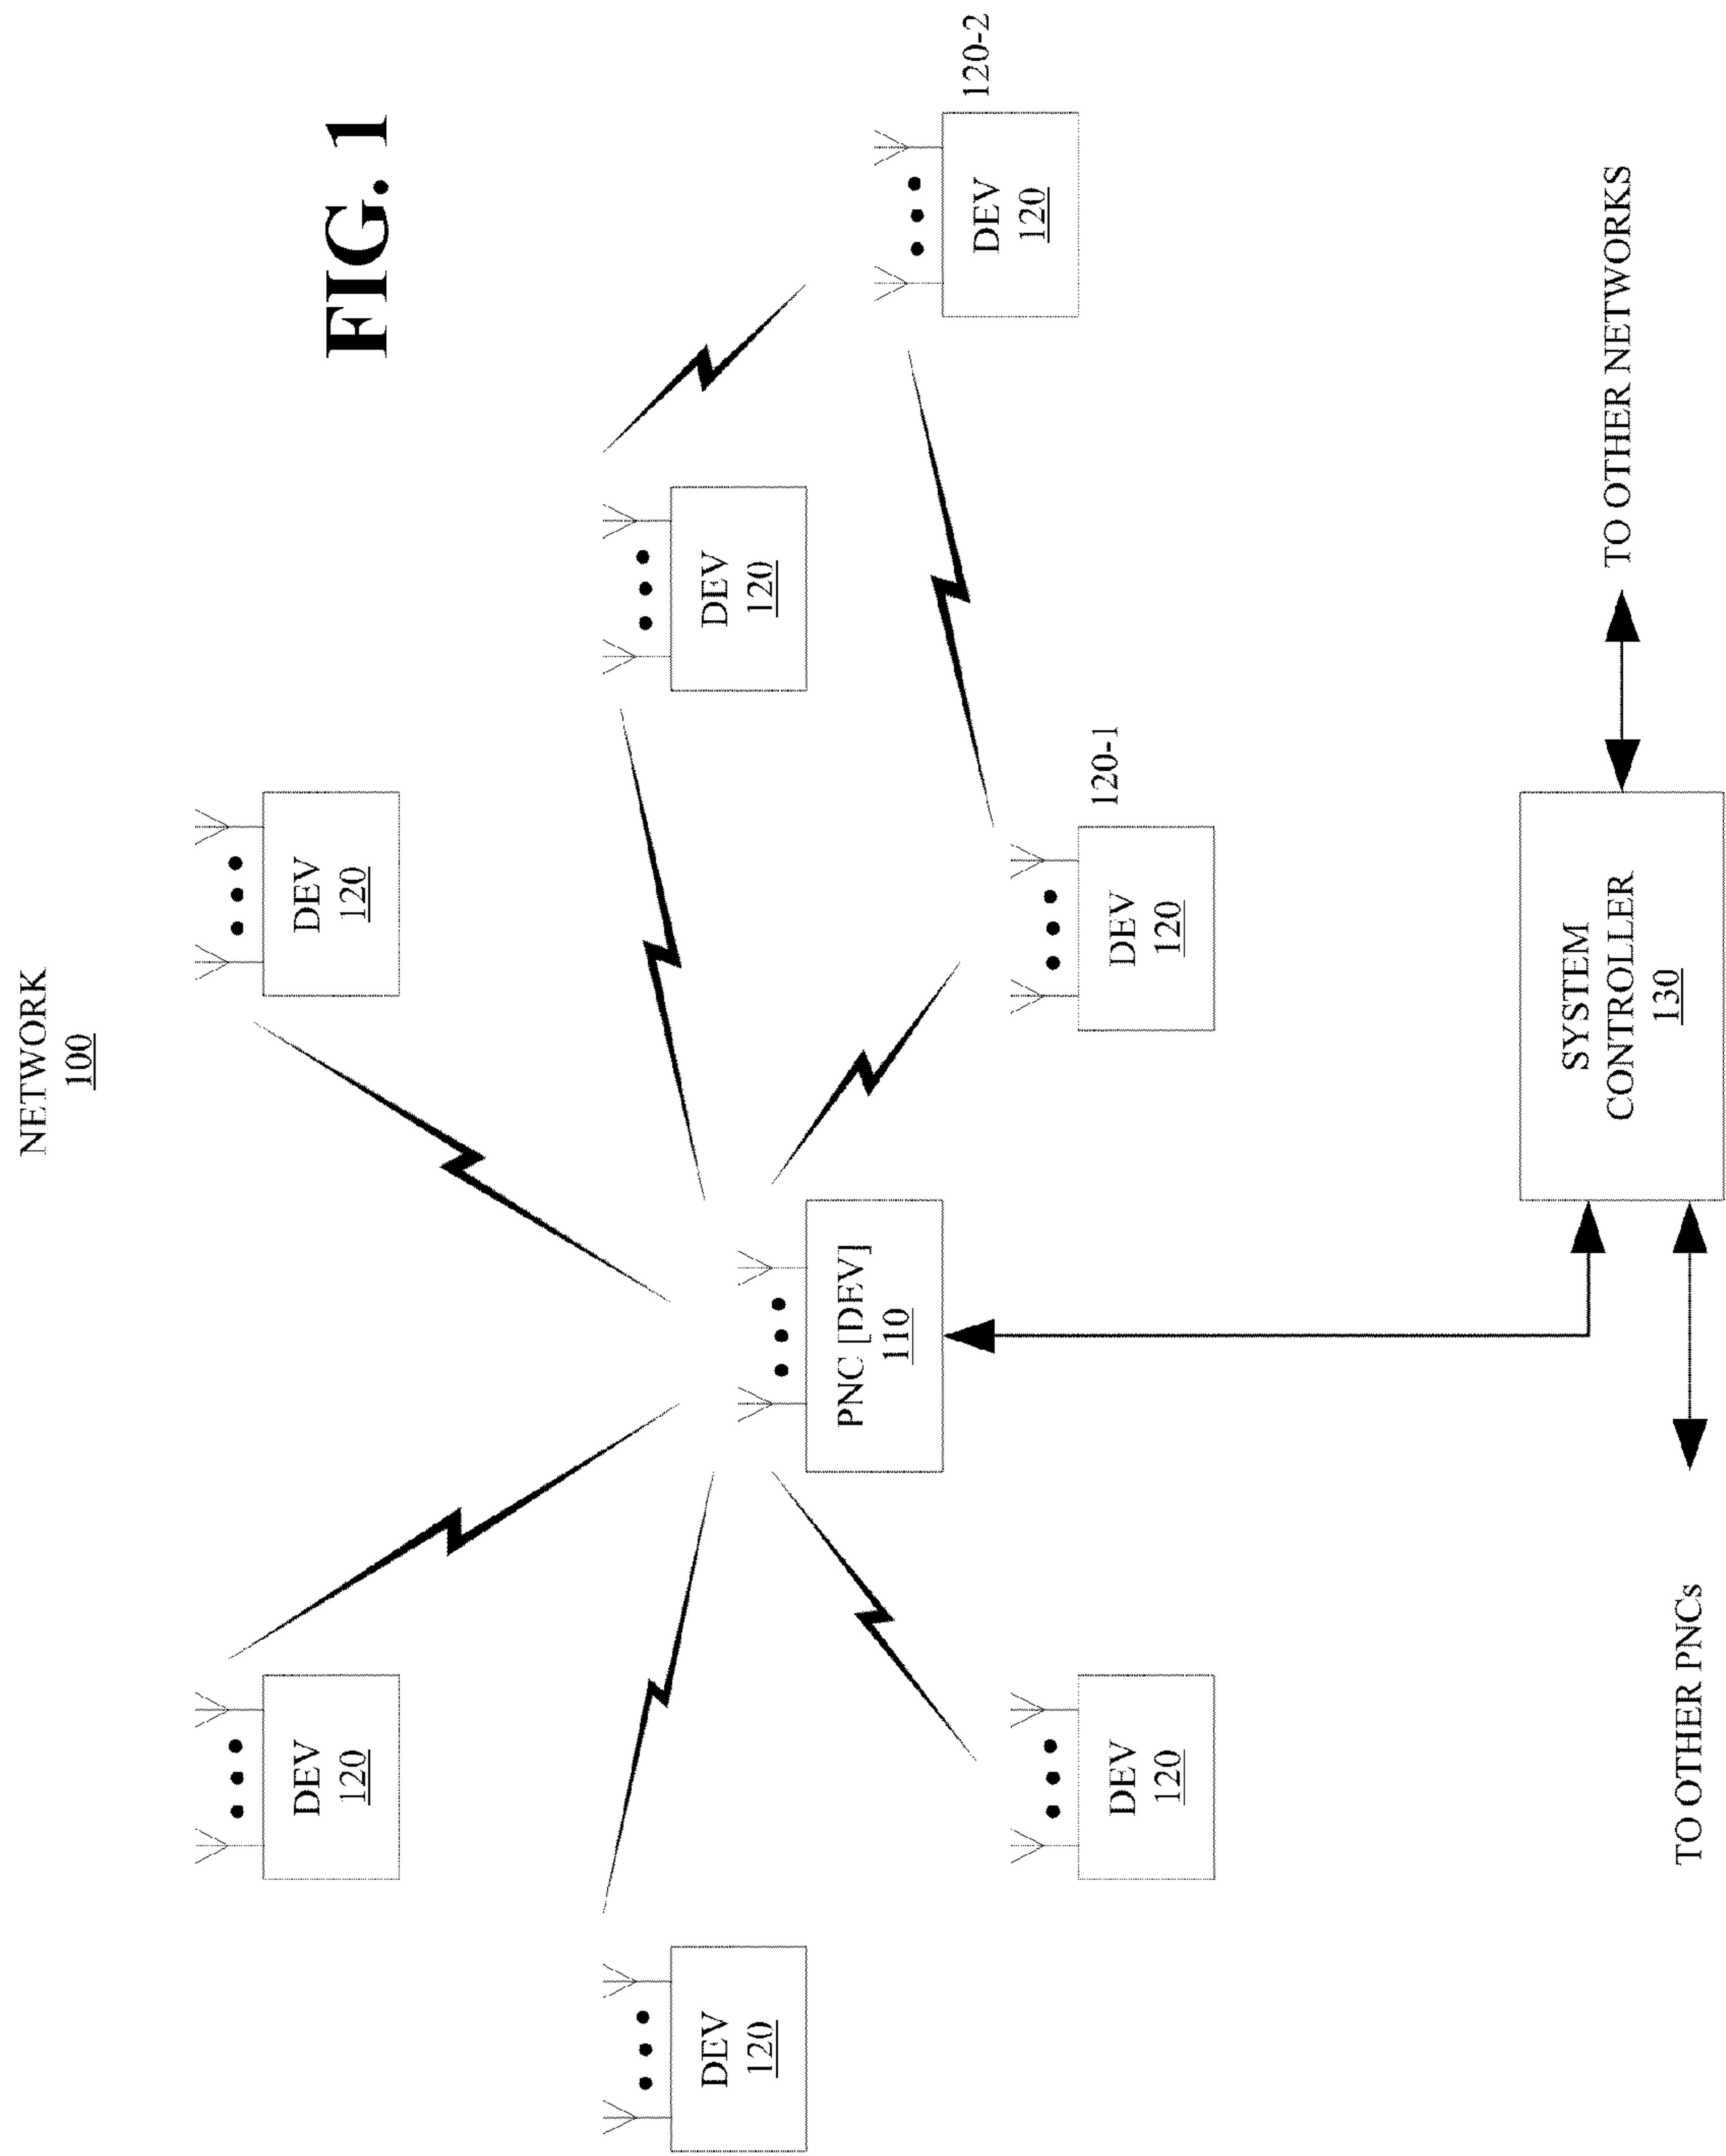 NETWORK
100
FIG. 1
DEV
120
DEV
120
DEV
120
DEV
120
PNC [DEV]
110
120-2
DEV
120
DEV
120
120-1
DEV
120
SYSTEM
CONTROLLER
130
TO OTHER NETWORKS
TO OTHER PNCs